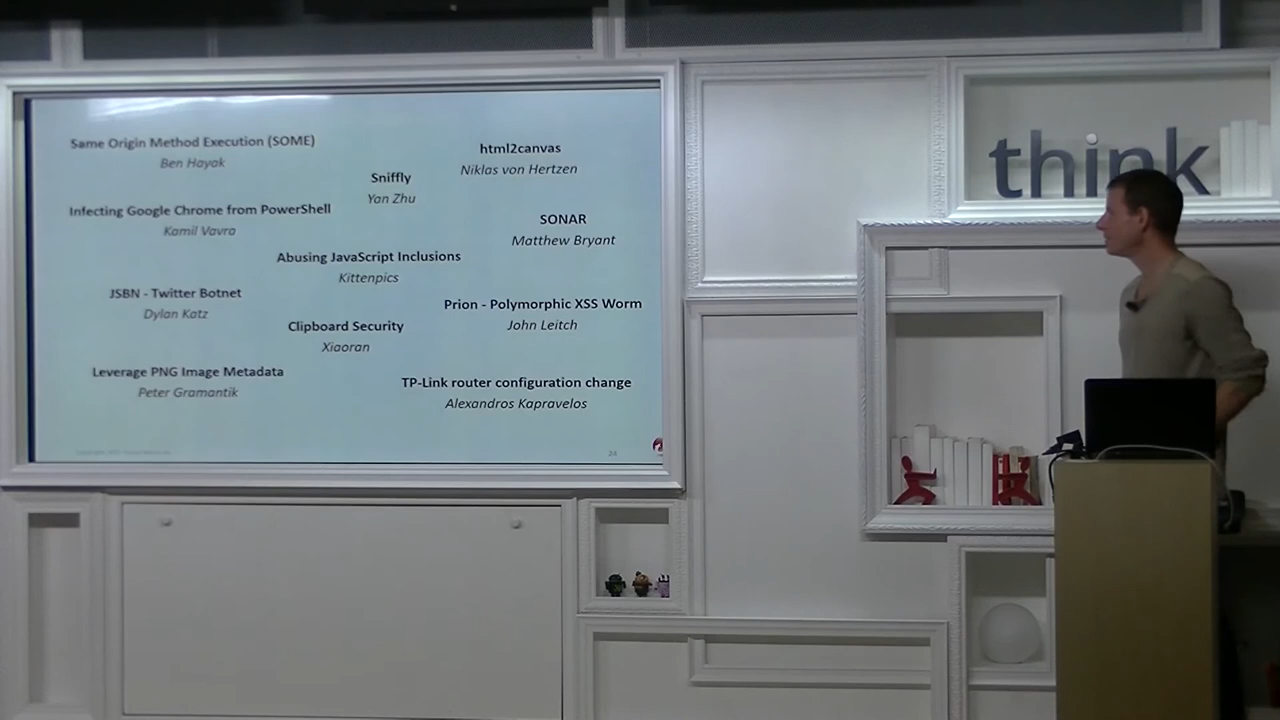 think
Same Origin Method Execution (SOME)
Ben Hayak
html2canvas
Niklas von Hertzen
Sniffly
Yan Zhu
Infecting Google Chrome from PowerShell
Kamil Vavra
SONAR
Matthew Bryant
Abusing JavaScript Inclusions
Kittenpics
JSBN - Twitter Botnet
Dylan Katz
Prion - Polymorphic XSS Worm
John Leitch
Clipboard Security
Xiaoran
Leverage PNG Image Metadata
Peter Gramantik
TP-Link router configuration change
Alexandros Kapravelos
24